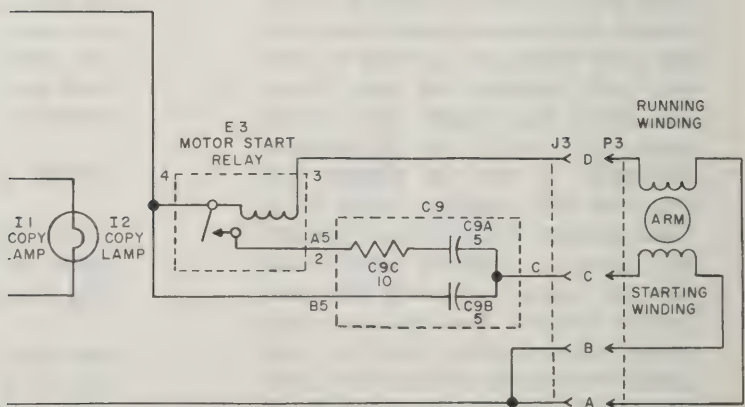 E3
MOTOR START
RELAY
4
3
I1
COPY
LAMP
I2
COPY
LAMP
A5
2
B5
C9
C9A
5
C9C
10
C9B
5
C
J3
P3
D
C
B
A
RUNNING
WINDING
ARM
STARTING
WINDING